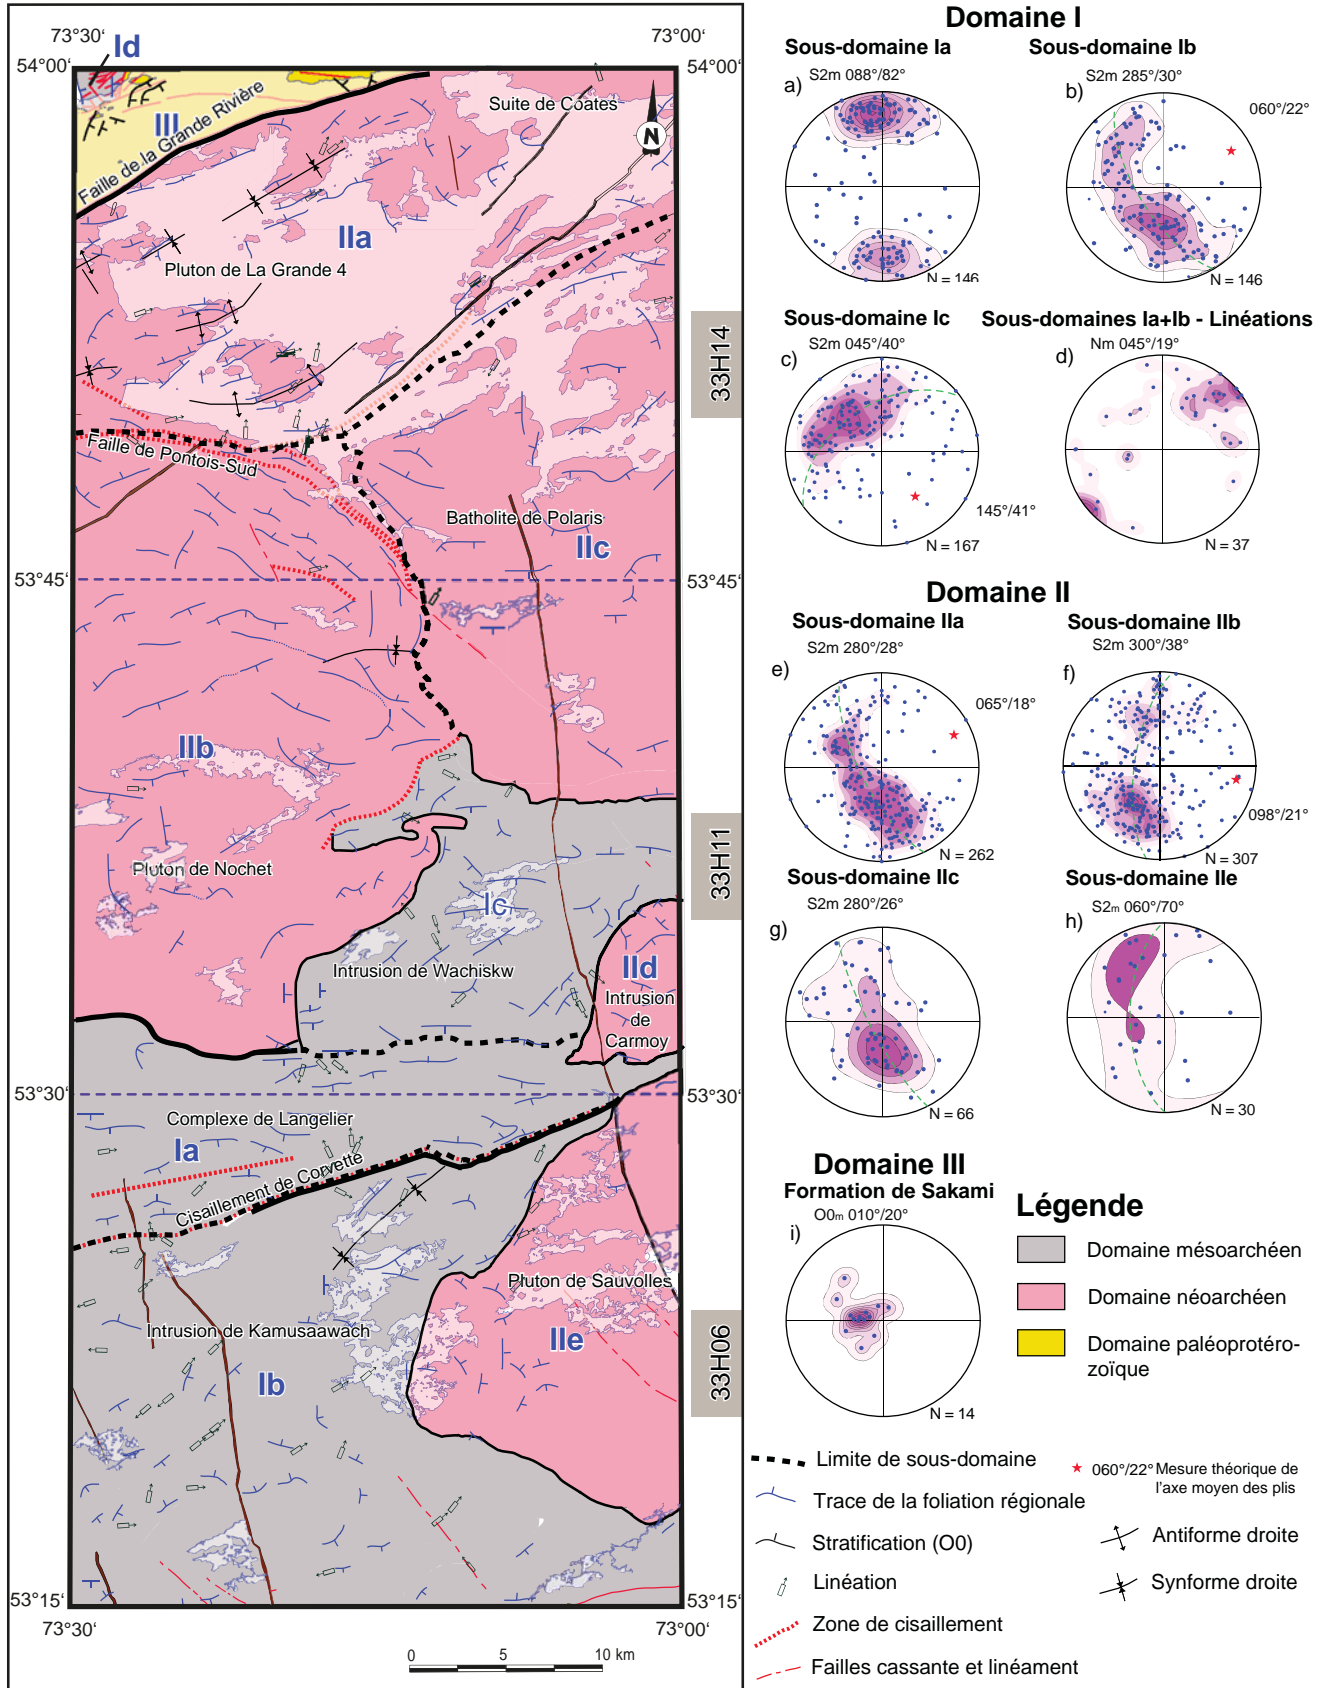 73°30‘
73°00‘
Id
54°00‘
54°00‘
Suite de Coates
III
Faille de la Grande Rivière
N
IIa
Pluton de La Grande 4
33H14
Faille de Pontois-Sud
Batholite de Polaris
IIc
53°45‘
53°45‘
IIb
Pluton de Nochet
33H11
Ic
Intrusion de Wachiskw
IId
Intrusion
de
Carmoy
53°30‘
53°30‘
Complexe de Langelier
Ia
Cisaillement de Corvette
Pluton de Sauvolles
Intrusion de Kamusaawach
IIe
33H06
Ib
53°15‘
53°15‘
73°30‘
73°00‘
0 5 10 km
Domaine I
Sous-domaine Ia
S2m 088°/82°
a)
N = 146
Sous-domaine Ib
S2m 285°/30°
b)
060°/22°
N = 146
Sous-domaine Ic
S2m 045°/40°
c)
145°/41°
N = 167
Sous-domaines Ia+Ib - Linéations
Nm 045°/19°
d)
N = 37
Domaine II
Sous-domaine IIa
S2m 280°/28°
e)
065°/18°
N = 262
Sous-domaine IIb
S2m 300°/38°
f)
098°/21°
N = 307
Sous-domaine IIc
S2m 280°/26°
g)
N = 66
Sous-domaine IIe
S2m 060°/70°
h)
N = 30
Domaine III
Formation de Sakami
O0m 010°/20°
i)
N = 14
Légende
Domaine mésoarchéen
Domaine néoarchéen
Domaine paléoprotéro-
zoïque
Limite de sous-domaine
Trace de la foliation régionale
Stratification (O0)
Linéation
Zone de cisaillement
Failles cassante et linéament
060°/22° Mesure théorique de
l'axe moyen des plis
Antiforme droite
Synforme droite